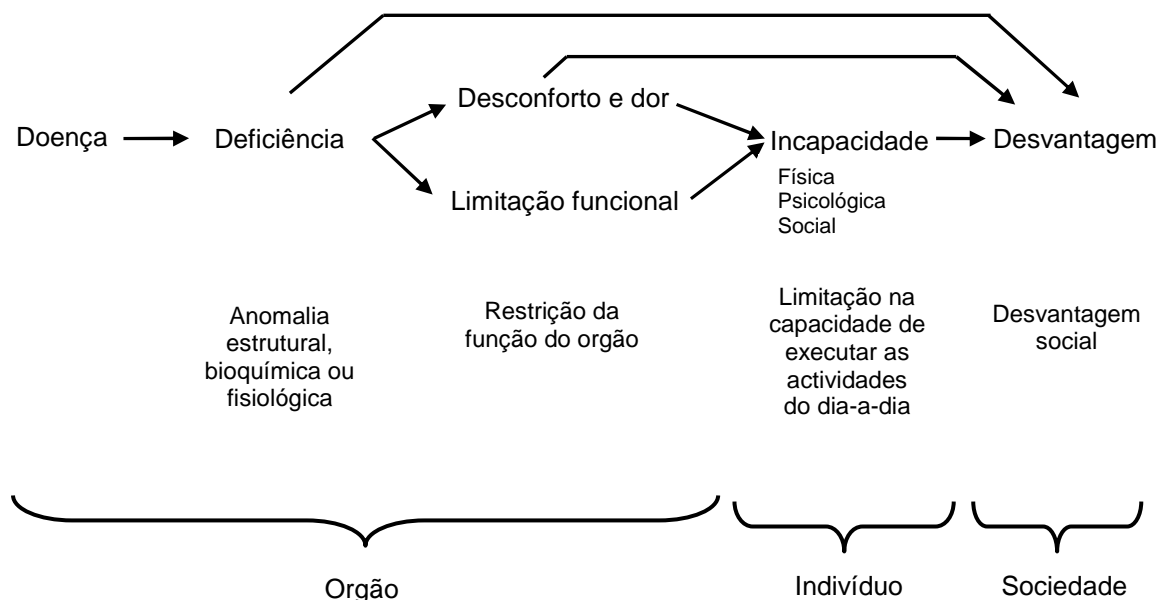 Desconforto e dor
Doença
Deficiência
Incapacidade
Desvantagem
Limitação funcional
Física
Psicológica
Social
Anomalia
estrutural,
bioquímica ou
fisiológica
Restrição da
função do orgão
Limitação na
capacidade de
executar as
actividades
do dia-a-dia
Desvantagem
social
Orgão
Indivíduo
Sociedade